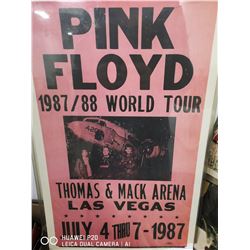 PINK
FLOYD
1987/88 WORLD TOUR
THOMAS & MACK ARENA
LAS VEGAS
JULY 4 THRU 7 - 1987
HUAWEI P20
LEICA DUAL CAMERA | AI